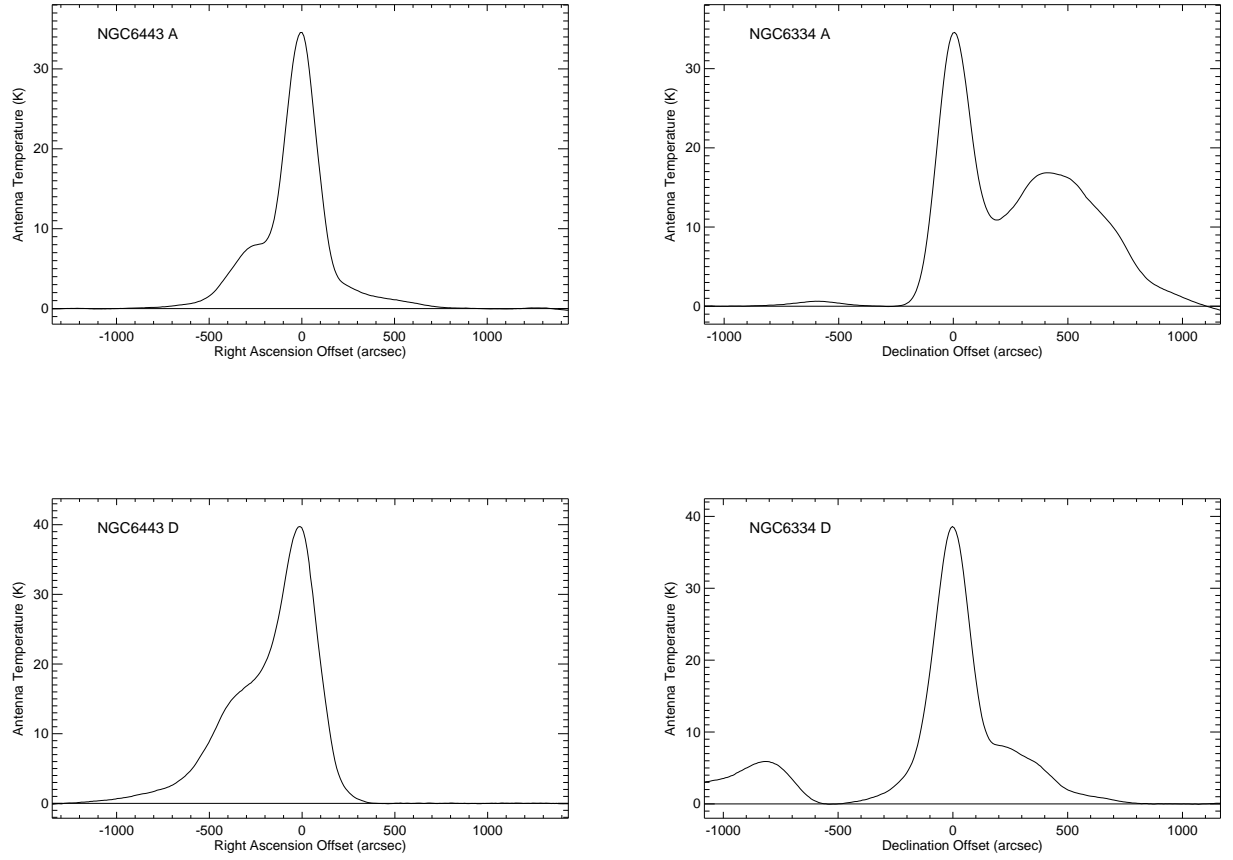 NGC6443 A
Antenna Temperature (K)
30
20
10
0
-1000 -500 0 500 1000
Right Ascension Offset (arcsec)
NGC6334 A
Antenna Temperature (K)
30
20
10
0
-1000 -500 0 500 1000
Declination Offset (arcsec)
NGC6443 D
Antenna Temperature (K)
40
30
20
10
0
-1000 -500 0 500 1000
Right Ascension Offset (arcsec)
NGC6334 D
Antenna Temperature (K)
40
30
20
10
0
-1000 -500 0 500 1000
Declination Offset (arcsec)